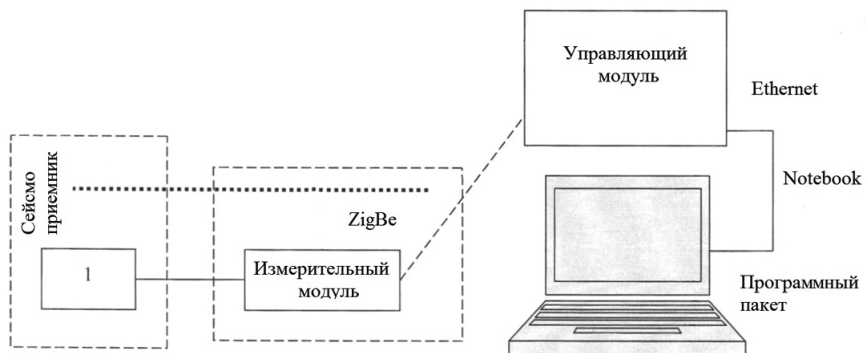 Управляющий
модуль
Ethernet
Notebook
Сейсмо
приемник
ZigBe
1
Измерительный
модуль
Программный
пакет